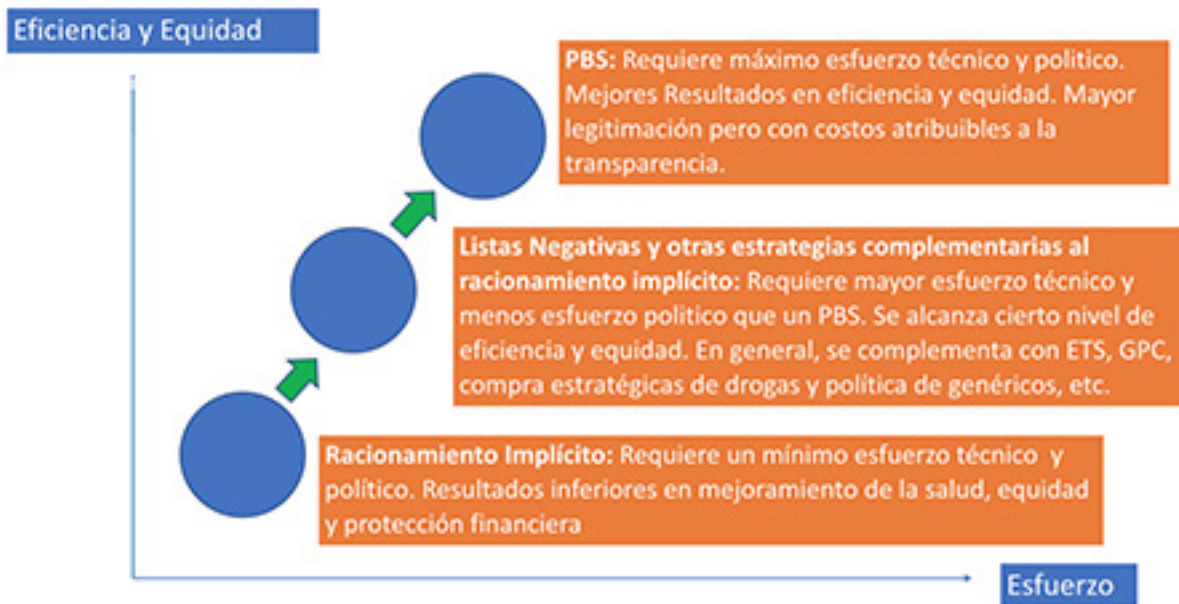 Eficiencia y Equidad
PBS: Requiere máximo esfuerzo técnico y politico.
Mejores Resultados en eficiencia y equidad. Mayor
legitimación pero con costos atribuibles a la
transparencia.
Listas Negativas y otras estrategias complementarias al
racionamiento implícito: Requiere mayor esfuerzo técnico y
menos esfuerzo politico que un PBS. Se alcanza cierto nivel de
eficiencia y equidad. En general, se complementa con ETS, GPC,
compra estratégicas de drogas y política de genéricos, etc.
Racionamiento Implícito: Requiere un mínimo esfuerzo técnico y
político. Resultados inferiores en mejoramiento de la salud, equidad
y protección financiera
Esfuerzo